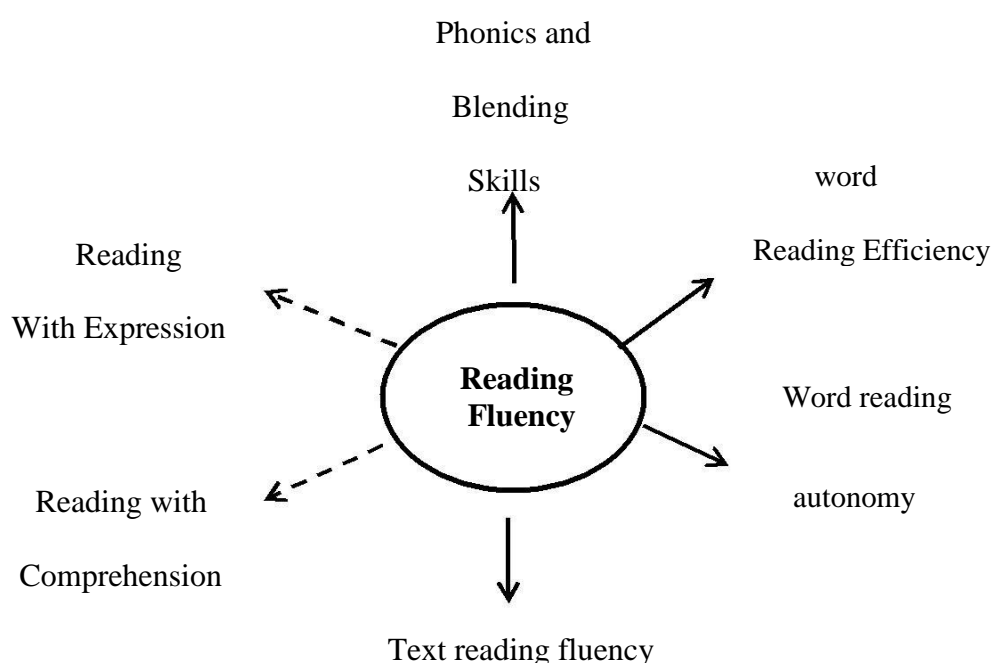 Phonics and
Blending
Skills
word
Reading Efficiency
Reading
With Expression
Reading
Fluency
Word reading
autonomy
Reading with
Comprehension
Text reading fluency